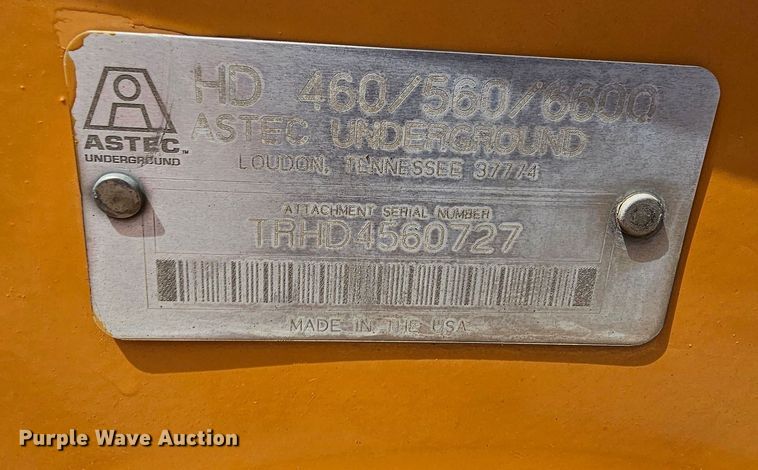 HD 460/560/6600
ASTEC UNDERGROUND
LOUDON, TENNESSEE 37774
ASTEC™
UNDERGROUND
ATTACHMENT SERIAL NUMBER
TRHD4560727
MADE IN THE USA
Purple Wave Auction